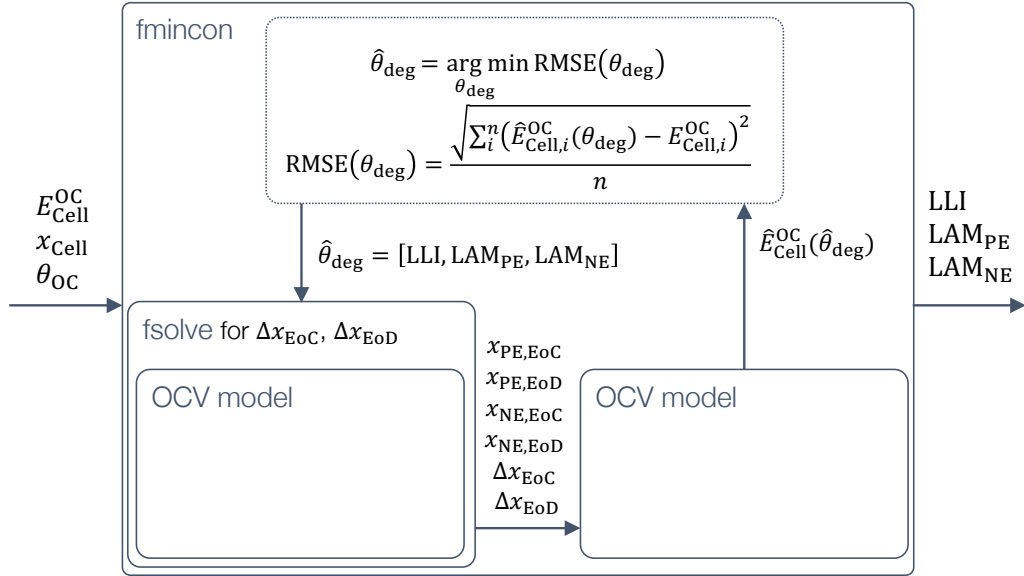 fmincon
θ̂_deg = arg min RMSE(θ_deg)
θ_deg
RMSE(θ_deg) = √(∑_i^n(Ê^OC_Cell,i(θ_deg) − E^OC_Cell,i)^2) / n
E^OC_Cell
x_Cell
θ_OC
θ̂_deg = [LLI, LAM_PE, LAM_NE]
Ê^OC_Cell(θ̂_deg)
LLI
LAM_PE
LAM_NE
fsolve for Δx_EoC, Δx_EoD
OCV model
x_PE,EoC
x_PE,EoD
x_NE,EoC
x_NE,EoD
Δx_EoC
Δx_EoD
OCV model